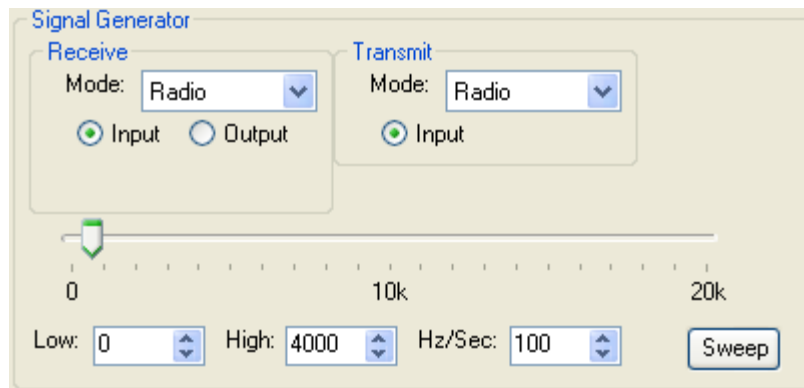 Signal Generator
Receive
Mode: Radio
Input Output
Transmit
Mode: Radio
Input
0 10k 20k
Low: 0 High: 4000 Hz/Sec: 100 Sweep